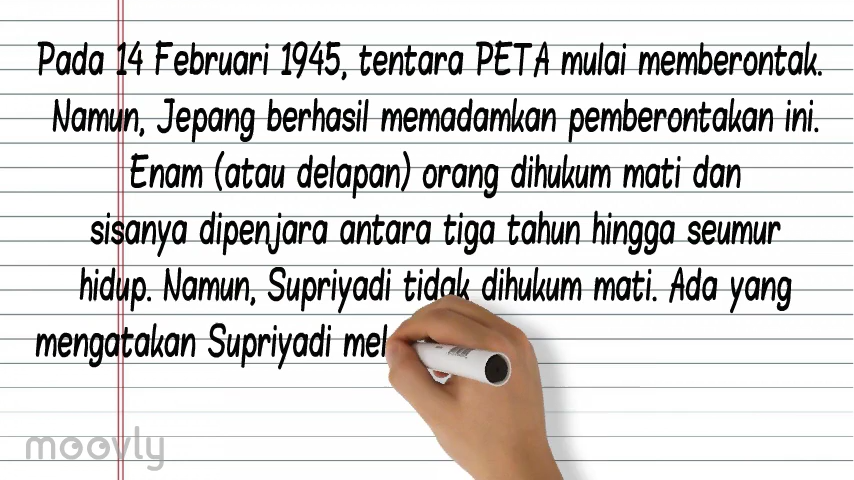 Pada 14 Februari 1945, tentara PETA mulai memberontak.
Namun, Jepang berhasil memadamkan pemberontakan ini.
Enam (atau delapan) orang dihukum mati dan
sisanya dipenjara antara tiga tahun hingga seumur
hidup. Namun, Supriyadi tidak dihukum mati. Ada yang
mengatakan Supriyadi mel
moovly